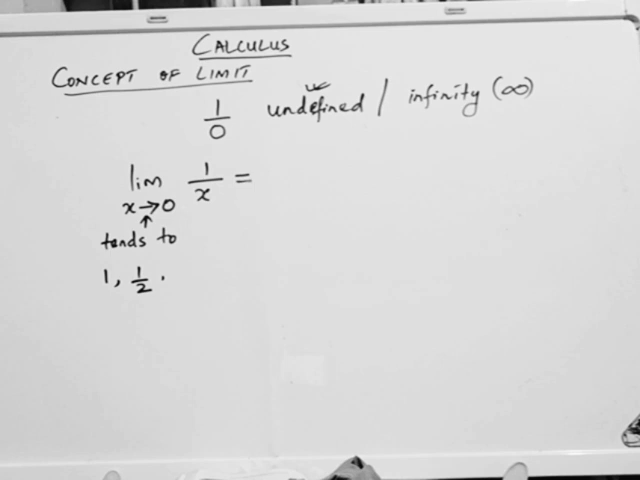 CALCULUS
CONCEPT OF LIMIT
1/0 undefined / infinity (∞)
lim x→0 1/x =
↑
tends to
1, 1/2 .